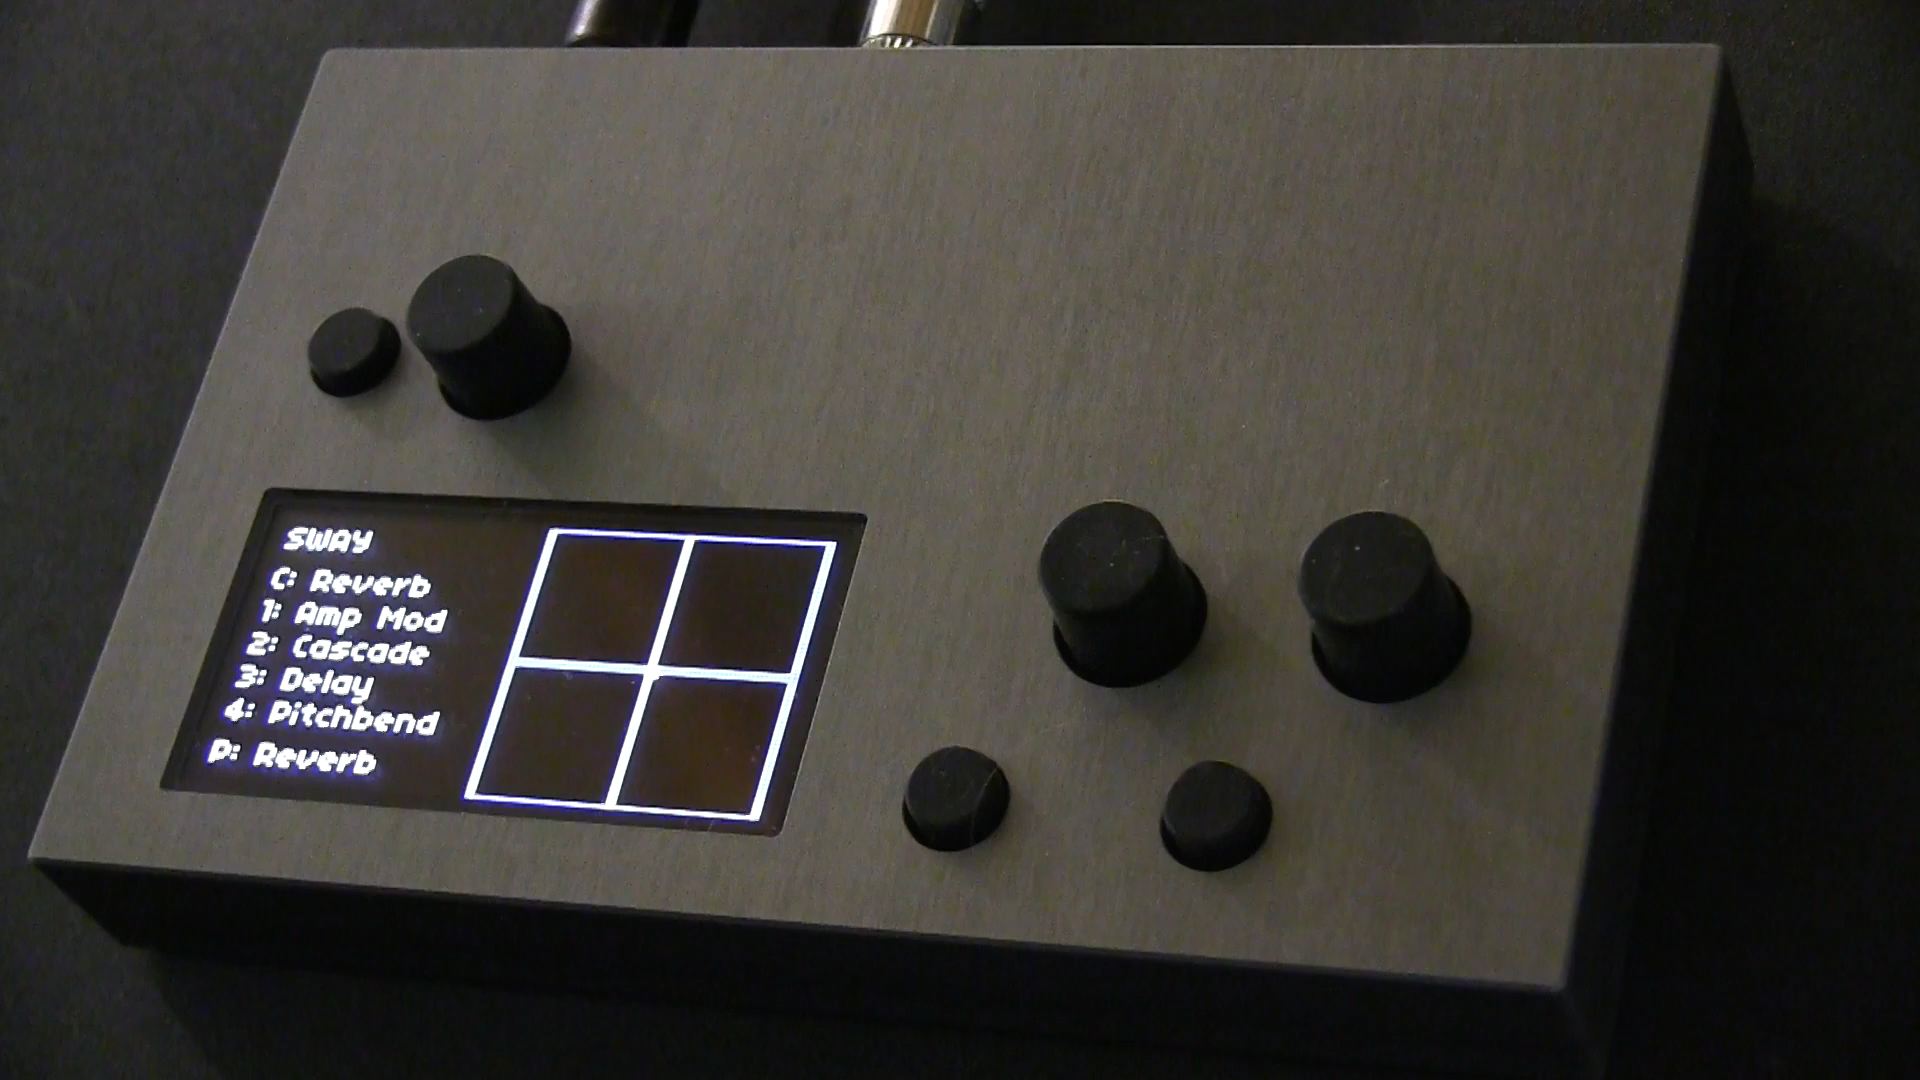 SWAY
C: Reverb
1: Amp Mod
2: Cascade
3: Delay
4: Pitchbend
P: Reverb